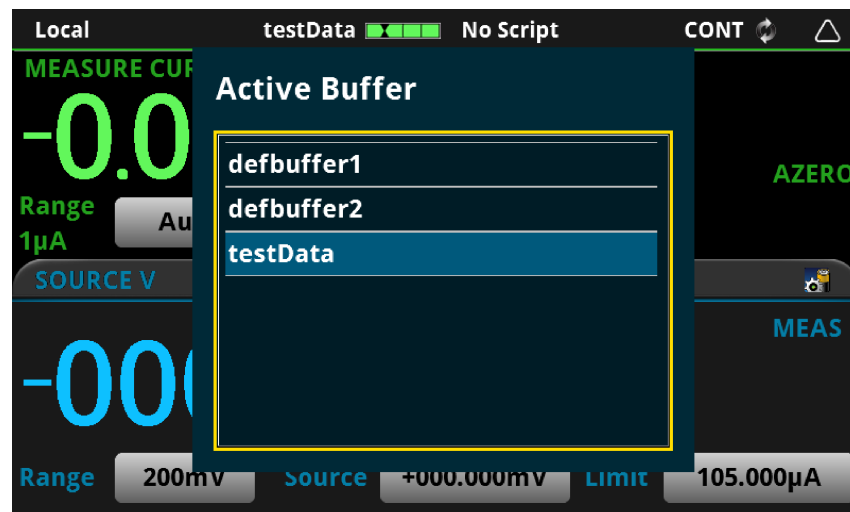 Local testData No Script CONT
MEASURE CUR
Active Buffer
-0.0
defbuffer1
AZERO
defbuffer2
Range
Au
1µA
testData
SOURCE V
MEAS
-000
Range 200mV Source +000.000mV Limit 105.000µA